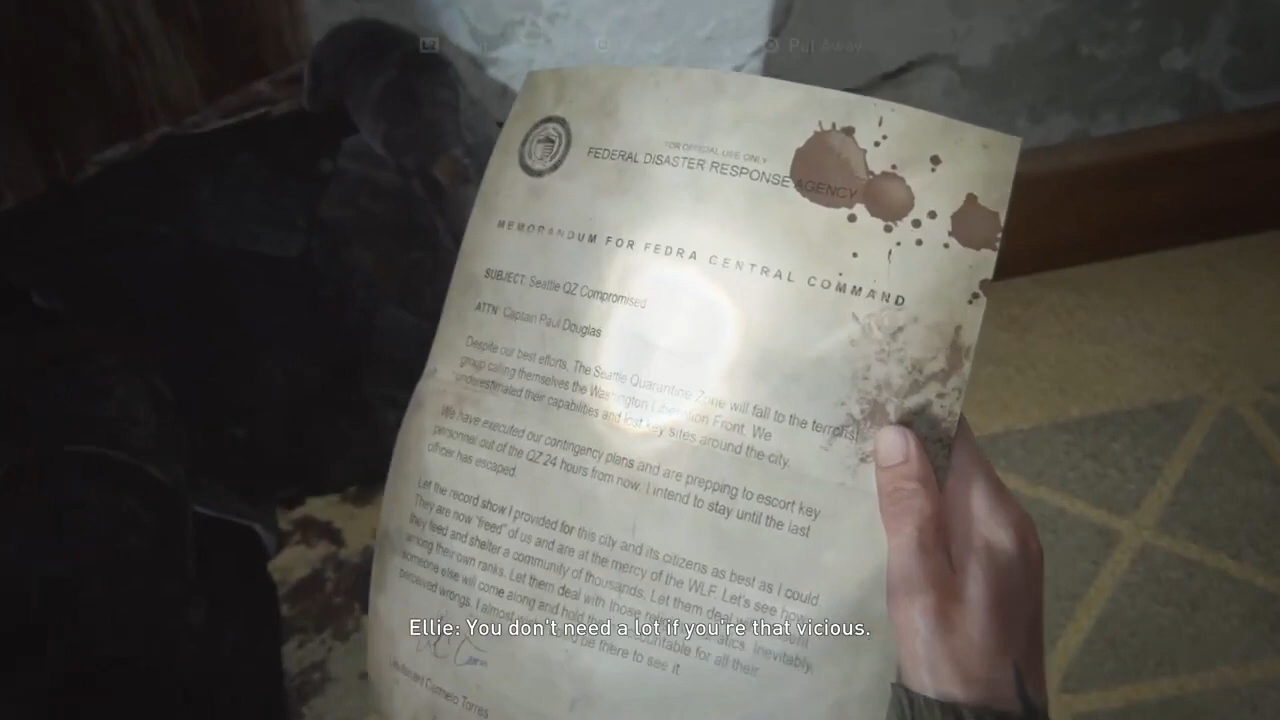 Put Away
FOR OFFICIAL USE ONLY
FEDERAL DISASTER RESPONSE AGENCY
MEMORANDUM FOR FEDRA CENTRAL COMMAND
SUBJECT: Seattle QZ Compromised
ATTN: Captain Paul Douglas
Despite our best efforts, The Seattle Quarantine Zone will fall to the terrorist
group calling themselves the Washington Liberation Front. We
underestimated their capabilities and lost key sites around the city.
We have executed our contingency plans and are prepping to escort key
personnel out of the QZ 24 hours from now. I intend to stay until the last
officer has escaped.
Let the record show I provided for this city and its citizens as best as I could
They are now "freed" of us and are at the mercy of the WLF. Let's see how
they feed and shelter a community of thousands. Let them deal
among their own ranks. Let them deal with those Inevitably,
someone else will come along and hold for all their
perceived wrongs. I be there to see it.
Ellie: You don't need a lot if you're that vicious.
Lieutenant Carmelo Torres